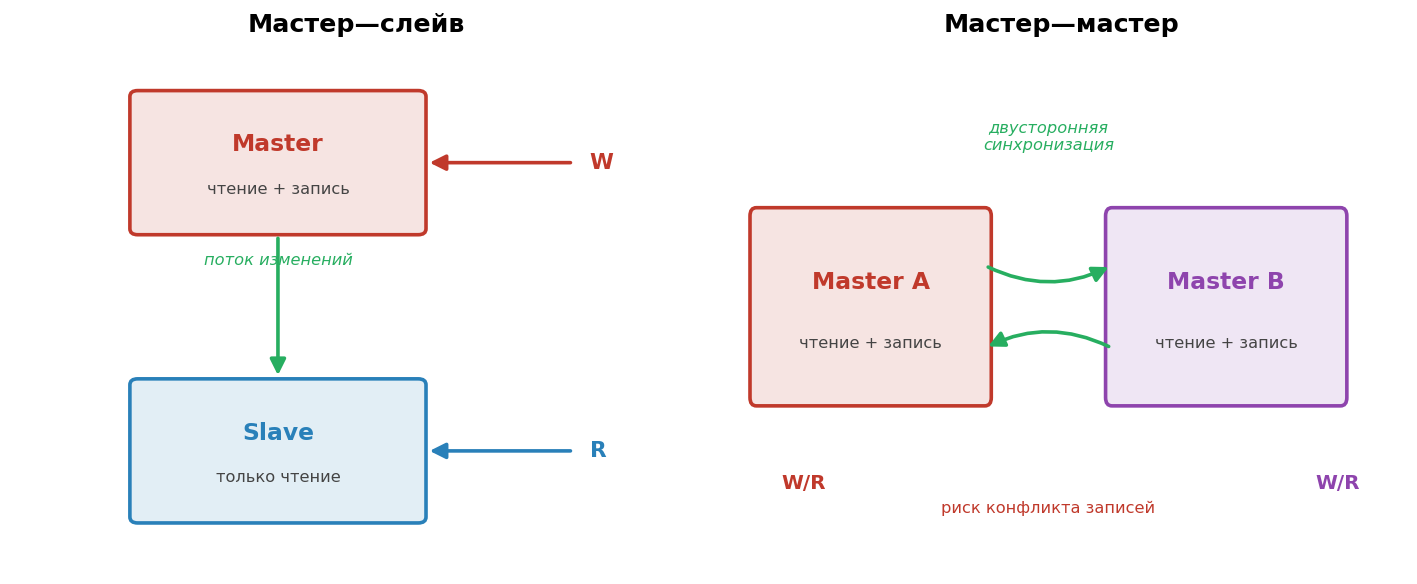 Мастер—слейв
Master
чтение + запись
W
поток изменений
Slave
только чтение
R
Мастер—мастер
двусторонняя
синхронизация
Master A
чтение + запись
Master B
чтение + запись
W/R
W/R
риск конфликта записей